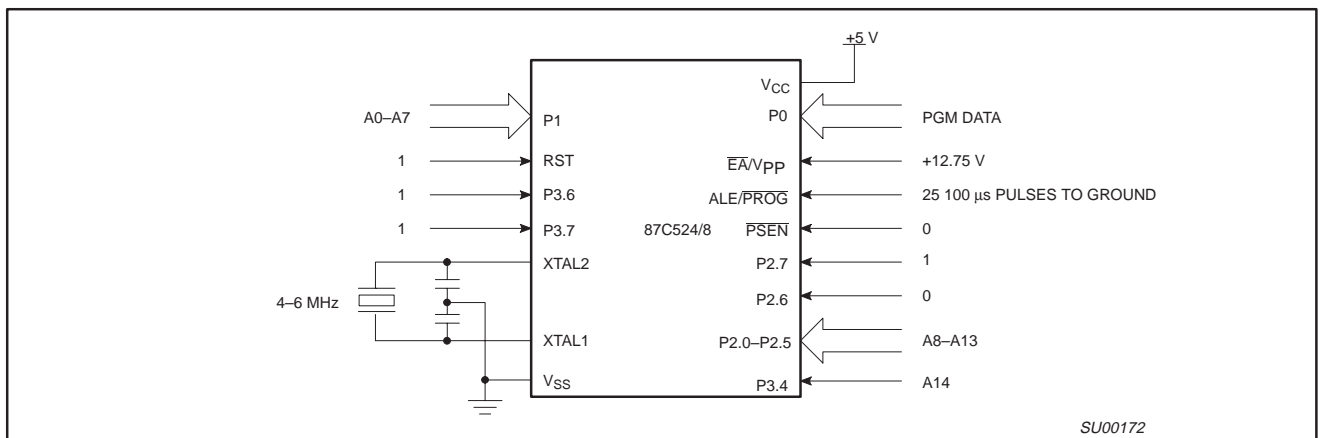 +5 V
VCC
A0–A7
P1
P0
PGM DATA
1
RST
EA/VPP
+12.75 V
1
P3.6
ALE/PROG
25 100 µs PULSES TO GROUND
1
P3.7
87C524/8
PSEN
0
XTAL2
P2.7
1
4–6 MHz
P2.6
0
XTAL1
P2.0–P2.5
A8–A13
VSS
P3.4
A14
SU00172